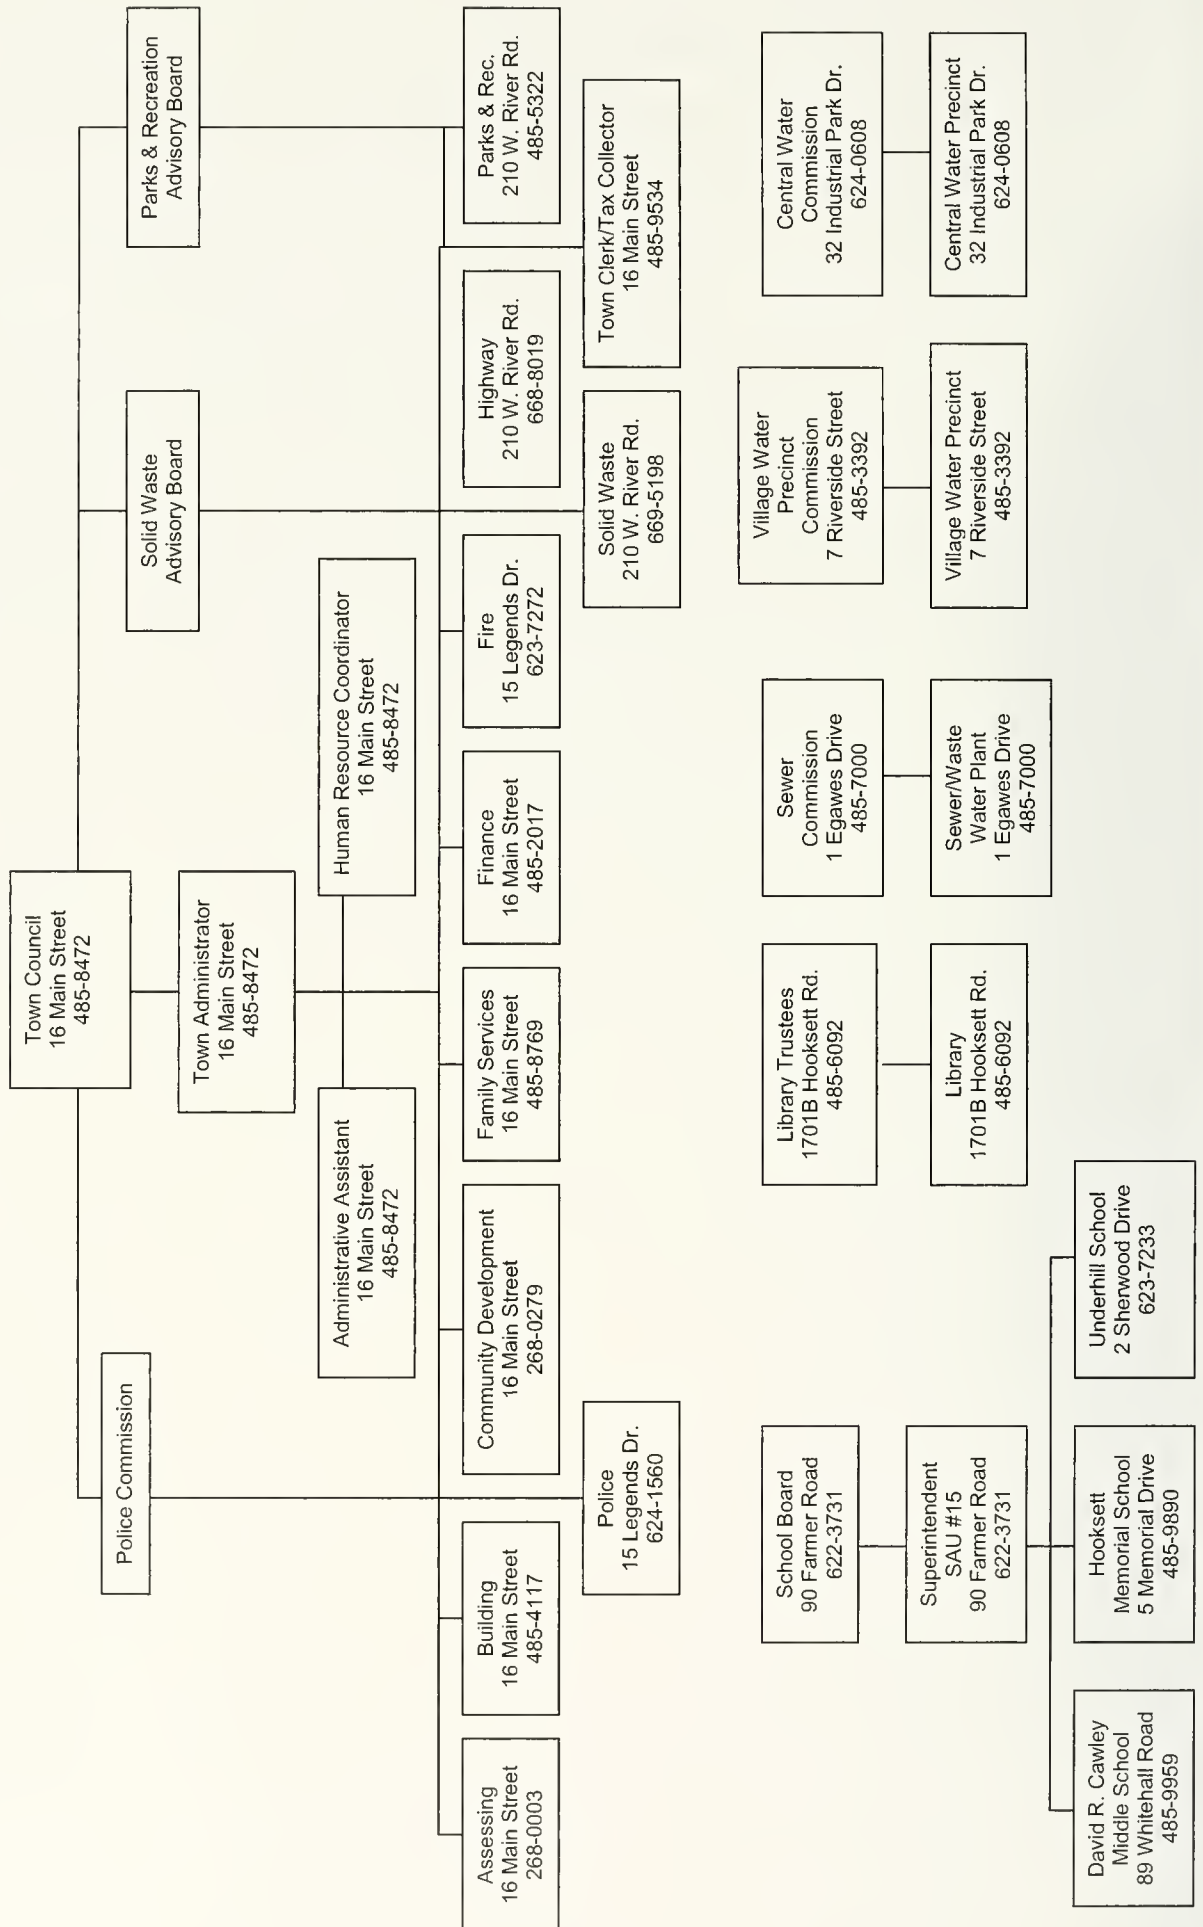 Town Council
16 Main Street
485-8472
Police Commission
Solid Waste
Advisory Board
Parks & Recreation
Advisory Board
Town Administrator
16 Main Street
485-8472
Administrative Assistant
16 Main Street
485-8472
Human Resource Coordinator
16 Main Street
485-8472
Assessing
16 Main Street
268-0003
Building
16 Main Street
485-4117
Community Development
16 Main Street
268-0279
Family Services
16 Main Street
485-8769
Finance
16 Main Street
485-2017
Fire
15 Legends Dr.
623-7272
Highway
210 W. River Rd.
668-8019
Parks & Rec.
210 W. River Rd.
485-5322
Police
15 Legends Dr.
624-1560
Solid Waste
210 W. River Rd.
669-5198
Town Clerk/Tax Collector
16 Main Street
485-9534
School Board
90 Farmer Road
622-3731
Superintendent
SAU #15
90 Farmer Road
622-3731
David R. Cawley
Middle School
89 Whitehall Road
485-9959
Hooksett
Memorial School
5 Memorial Drive
485-9890
Underhill School
2 Sherwood Drive
623-7233
Library Trustees
1701B Hooksett Rd.
485-6092
Library
1701B Hooksett Rd.
485-6092
Sewer
Commission
1 Egawes Drive
485-7000
Sewer/Waste
Water Plant
1 Egawes Drive
485-7000
Village Water
Precinct
Commission
7 Riverside Street
485-3392
Village Water Precinct
7 Riverside Street
485-3392
Central Water
Commission
32 Industrial Park Dr.
624-0608
Central Water Precinct
32 Industrial Park Dr.
624-0608